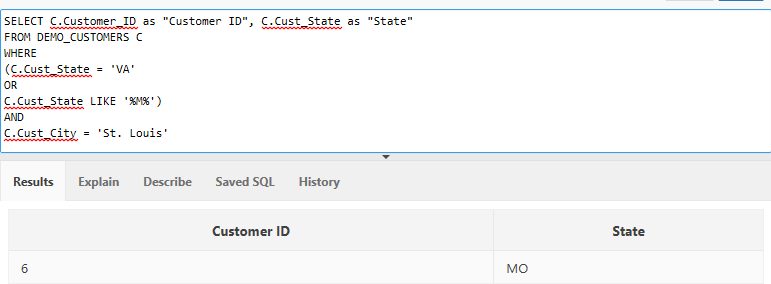 SELECT C.Customer_ID as "Customer ID", C.Cust_State as "State"
FROM DEMO_CUSTOMERS C
WHERE
(C.Cust_State = 'VA'
OR
C.Cust_State LIKE '%M%')
AND
C.Cust_City = 'St. Louis'
Results Explain Describe Saved SQL History
Customer ID State
6 MO